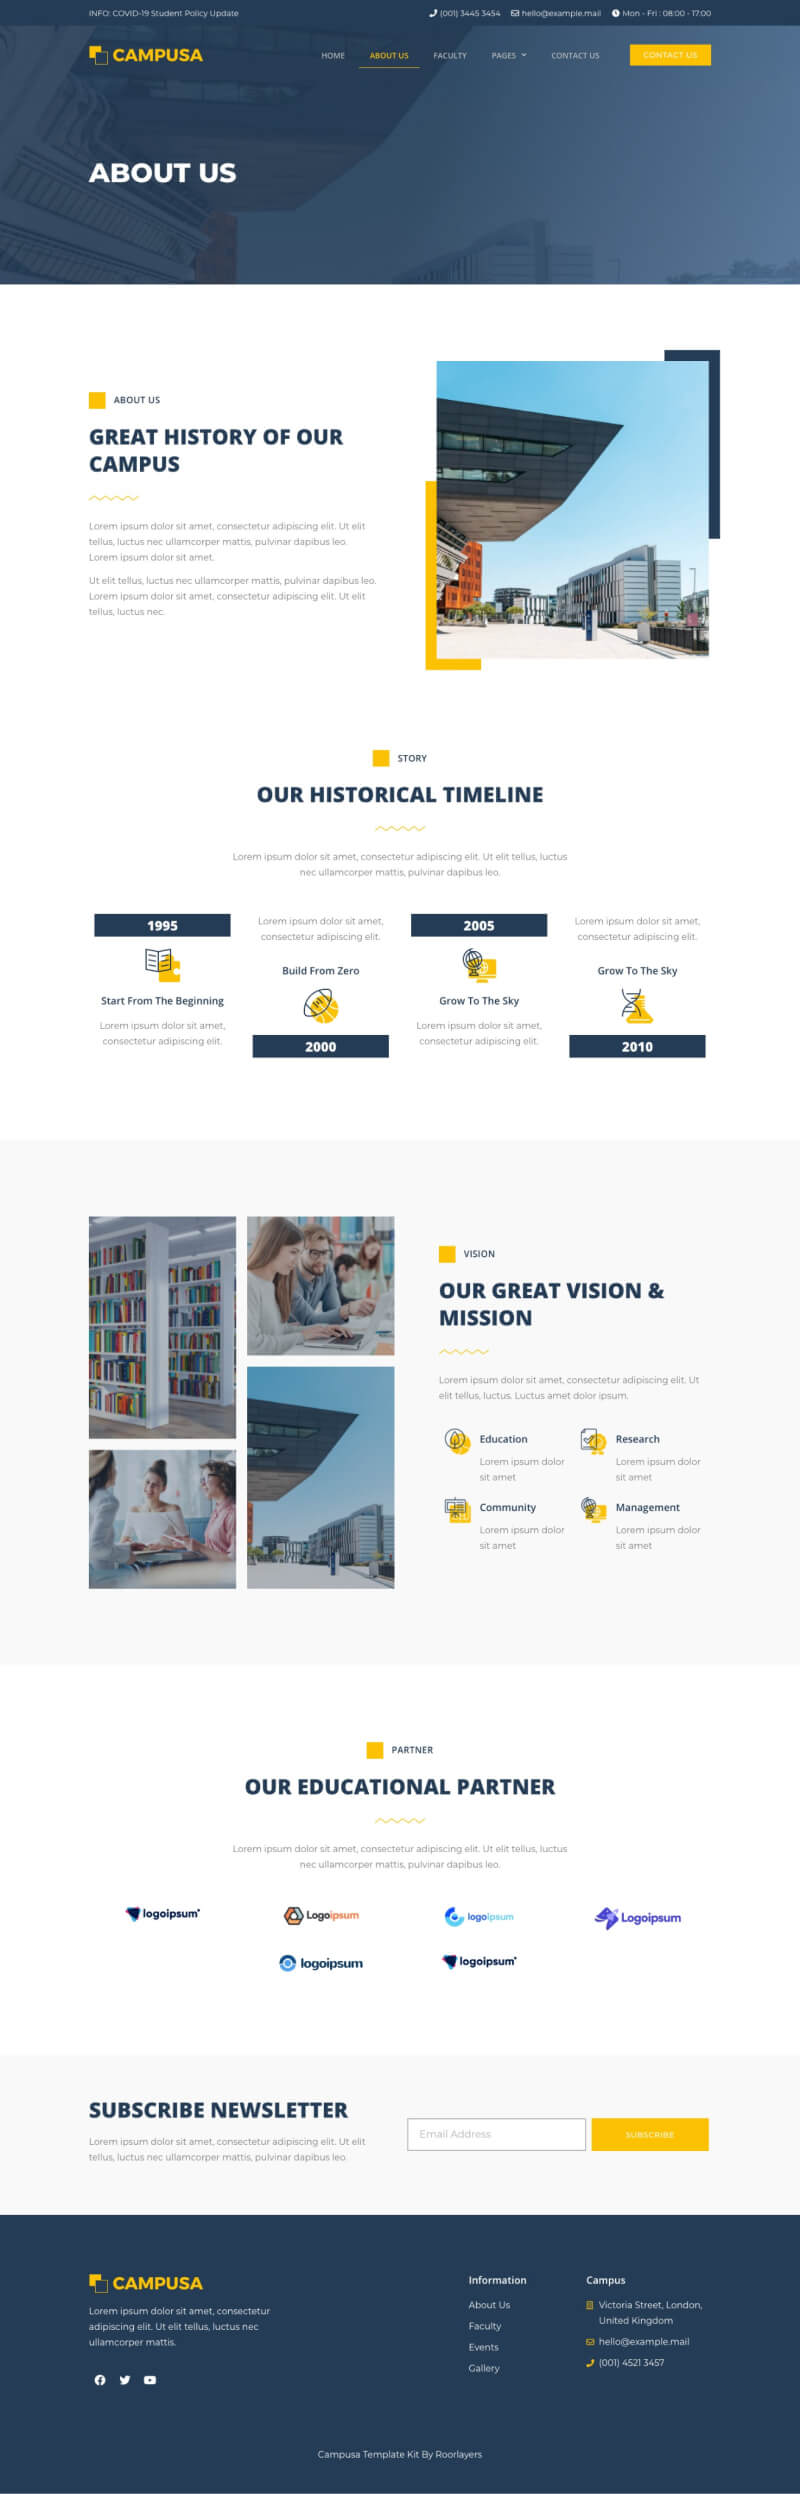 INFO: COVID-19 Student Policy Update
(001) 3445 3454
hello@example.mail
Mon - Fri : 08:00 - 17:00
CAMPUSA
HOME
ABOUT US
FACULTY
PAGES
CONTACT US
CONTACT US
ABOUT US
ABOUT US
GREAT HISTORY OF OUR
CAMPUS
Lorem ipsum dolor sit amet, consectetur adipiscing elit. Ut elit
tellus, luctus nec ullamcorper mattis, pulvinar dapibus leo.
Lorem ipsum dolor sit amet.
Ut elit tellus, luctus nec ullamcorper mattis, pulvinar dapibus leo.
Lorem ipsum dolor sit amet, consectetur adipiscing elit. Ut elit
tellus, luctus nec.
STORY
OUR HISTORICAL TIMELINE
Lorem ipsum dolor sit amet, consectetur adipiscing elit. Ut elit tellus, luctus
nec ullamcorper mattis, pulvinar dapibus leo.
1995
Start From The Beginning
Lorem ipsum dolor sit amet,
consectetur adipiscing elit.
Lorem ipsum dolor sit amet,
consectetur adipiscing elit.
Build From Zero
2000
2005
Grow To The Sky
Lorem ipsum dolor sit amet,
consectetur adipiscing elit.
Lorem ipsum dolor sit amet,
consectetur adipiscing elit.
Grow To The Sky
2010
VISION
OUR GREAT VISION &
MISSION
Lorem ipsum dolor sit amet, consectetur adipiscing elit. Ut
elit tellus, luctus. Luctus amet dolor ipsum.
Education
Lorem ipsum dolor
sit amet
Research
Lorem ipsum dolor
sit amet
Community
Lorem ipsum dolor
sit amet
Management
Lorem ipsum dolor
sit amet
PARTNER
OUR EDUCATIONAL PARTNER
Lorem ipsum dolor sit amet, consectetur adipiscing elit. Ut elit tellus, luctus
nec ullamcorper mattis, pulvinar dapibus leo.
logoipsum
Logoipsum
logoipsum
Logoipsum
logoipsum
logoipsum
SUBSCRIBE NEWSLETTER
Lorem ipsum dolor sit amet, consectetur adipiscing elit. Ut elit
tellus, luctus nec ullamcorper mattis, pulvinar dapibus leo.
Email Address
SUBSCRIBE
CAMPUSA
Lorem ipsum dolor sit amet, consectetur
adipiscing elit. Ut elit tellus, luctus nec
ullamcorper mattis.
Information
About Us
Faculty
Events
Gallery
Campus
Victoria Street, London,
United Kingdom
hello@example.mail
(001) 4521 3457
Campusa Template Kit By Roorlayers